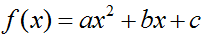 f(x) = ax² + bx + c